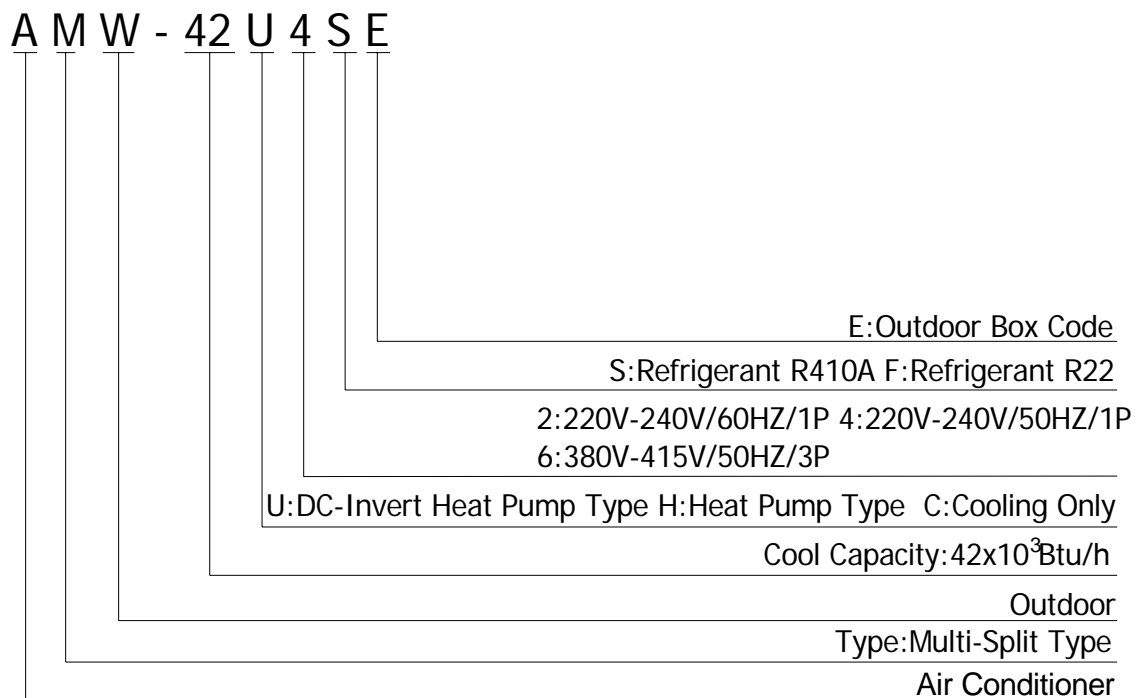 A M W - 42 U 4 S E
E:Outdoor Box Code
S:Refrigerant R410A F:Refrigerant R22
2:220V-240V/60HZ/1P 4:220V-240V/50HZ/1P
6:380V-415V/50HZ/3P
U:DC-Invert Heat Pump Type H:Heat Pump Type C:Cooling Only
Cool Capacity:42x10³Btu/h
Outdoor
Type:Multi-Split Type
Air Conditioner